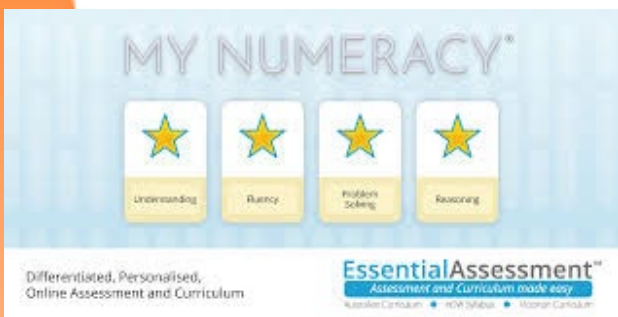 MY NUMERACY®
Understanding
Fluency
Problem
Solving
Reasoning
Differentiated, Personalised,
Online Assessment and Curriculum
EssentialAssessment™
Assessment and Curriculum made easy
Australian Curriculum • NSW Syllabus • Victorian Curriculum